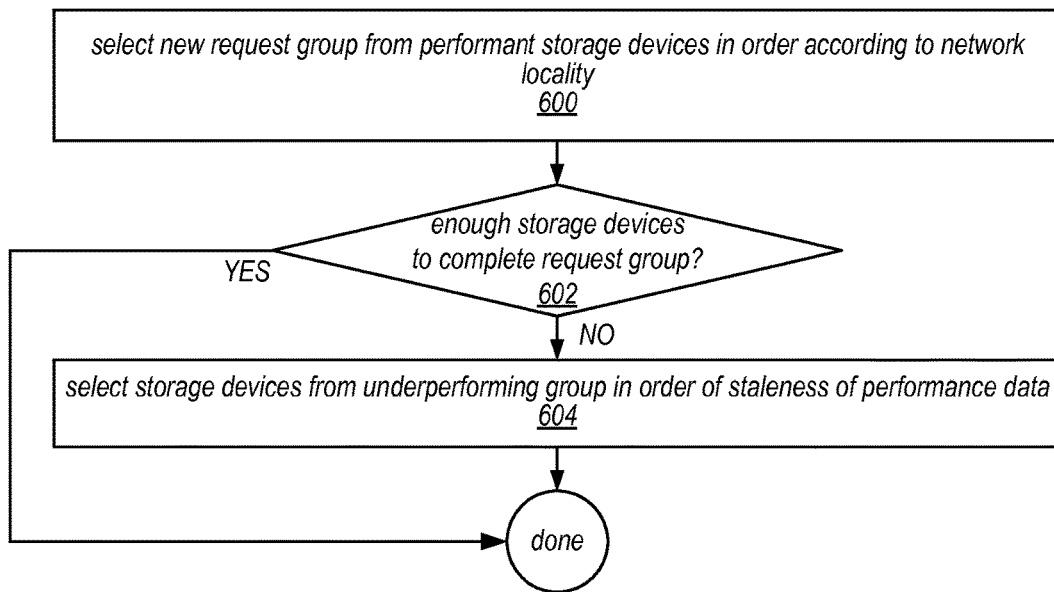 select new request group from performant storage devices in order according to network
locality
600
enough storage devices
to complete request group?
602
YES
NO
select storage devices from underperforming group in order of staleness of performance data
604
done